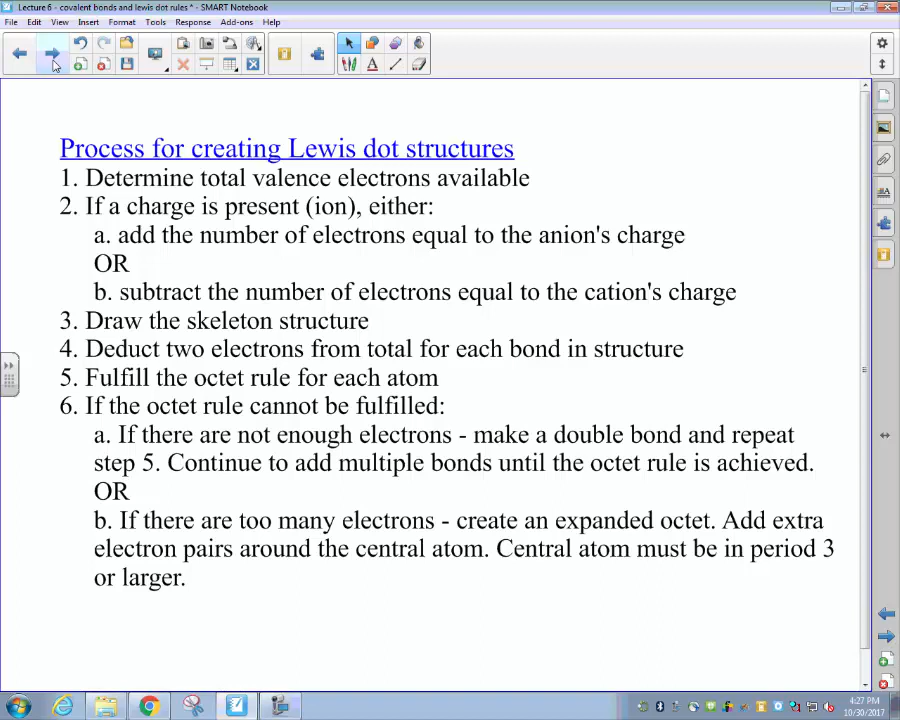 Lecture 6 - covalent bonds and lewis dot rules * - SMART Notebook
File Edit View Insert Format Tools Response Add-ons Help
Process for creating Lewis dot structures
1. Determine total valence electrons available
2. If a charge is present (ion), either:
a. add the number of electrons equal to the anion's charge
OR
b. subtract the number of electrons equal to the cation's charge
3. Draw the skeleton structure
4. Deduct two electrons from total for each bond in structure
5. Fulfill the octet rule for each atom
6. If the octet rule cannot be fulfilled:
a. If there are not enough electrons - make a double bond and repeat
step 5. Continue to add multiple bonds until the octet rule is achieved.
OR
b. If there are too many electrons - create an expanded octet. Add extra
electron pairs around the central atom. Central atom must be in period 3
or larger.
4:27 PM
10/30/2017